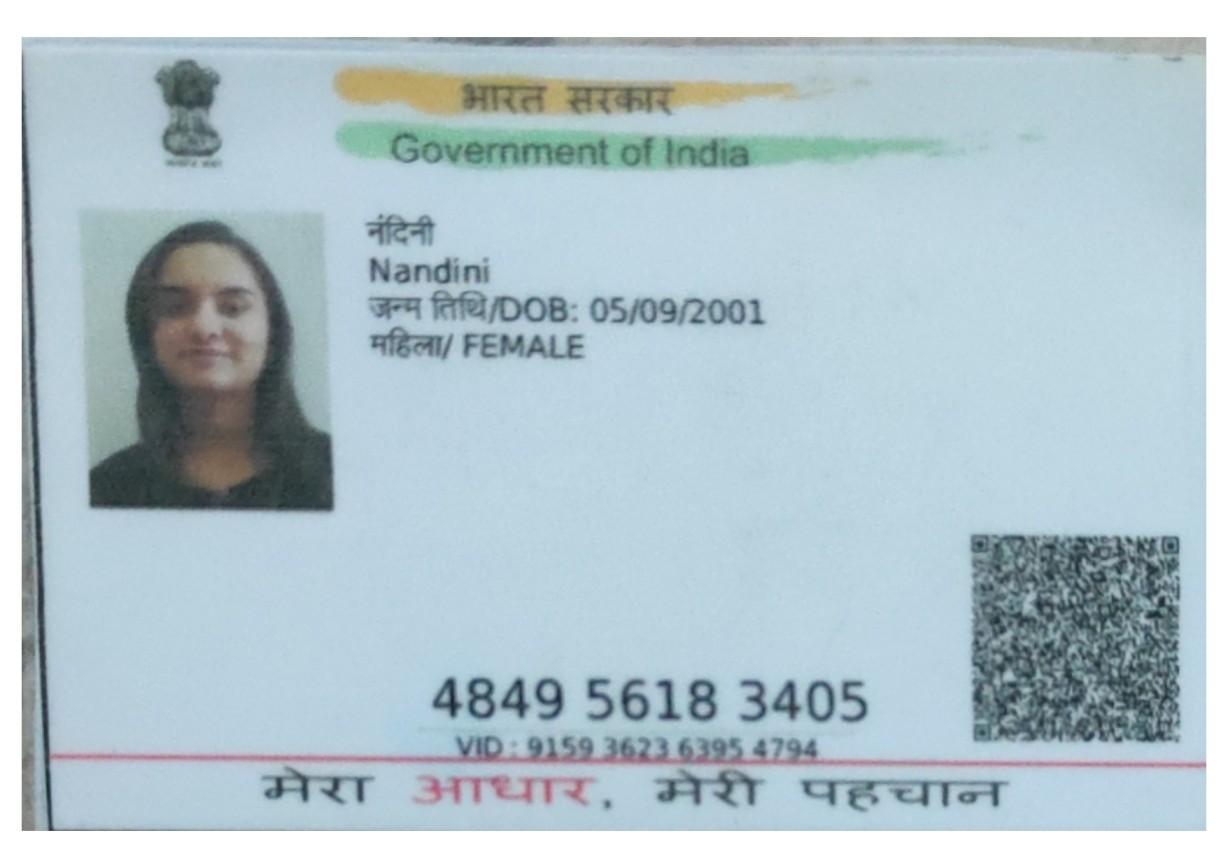 भारत सरकार
Government of India
नंदिनी
Nandini
जन्म तिथि/DOB: 05/09/2001
महिला/ FEMALE
4849 5618 3405
VID : 9159 3623 6395 4794
मेरा आधार, मेरी पहचान